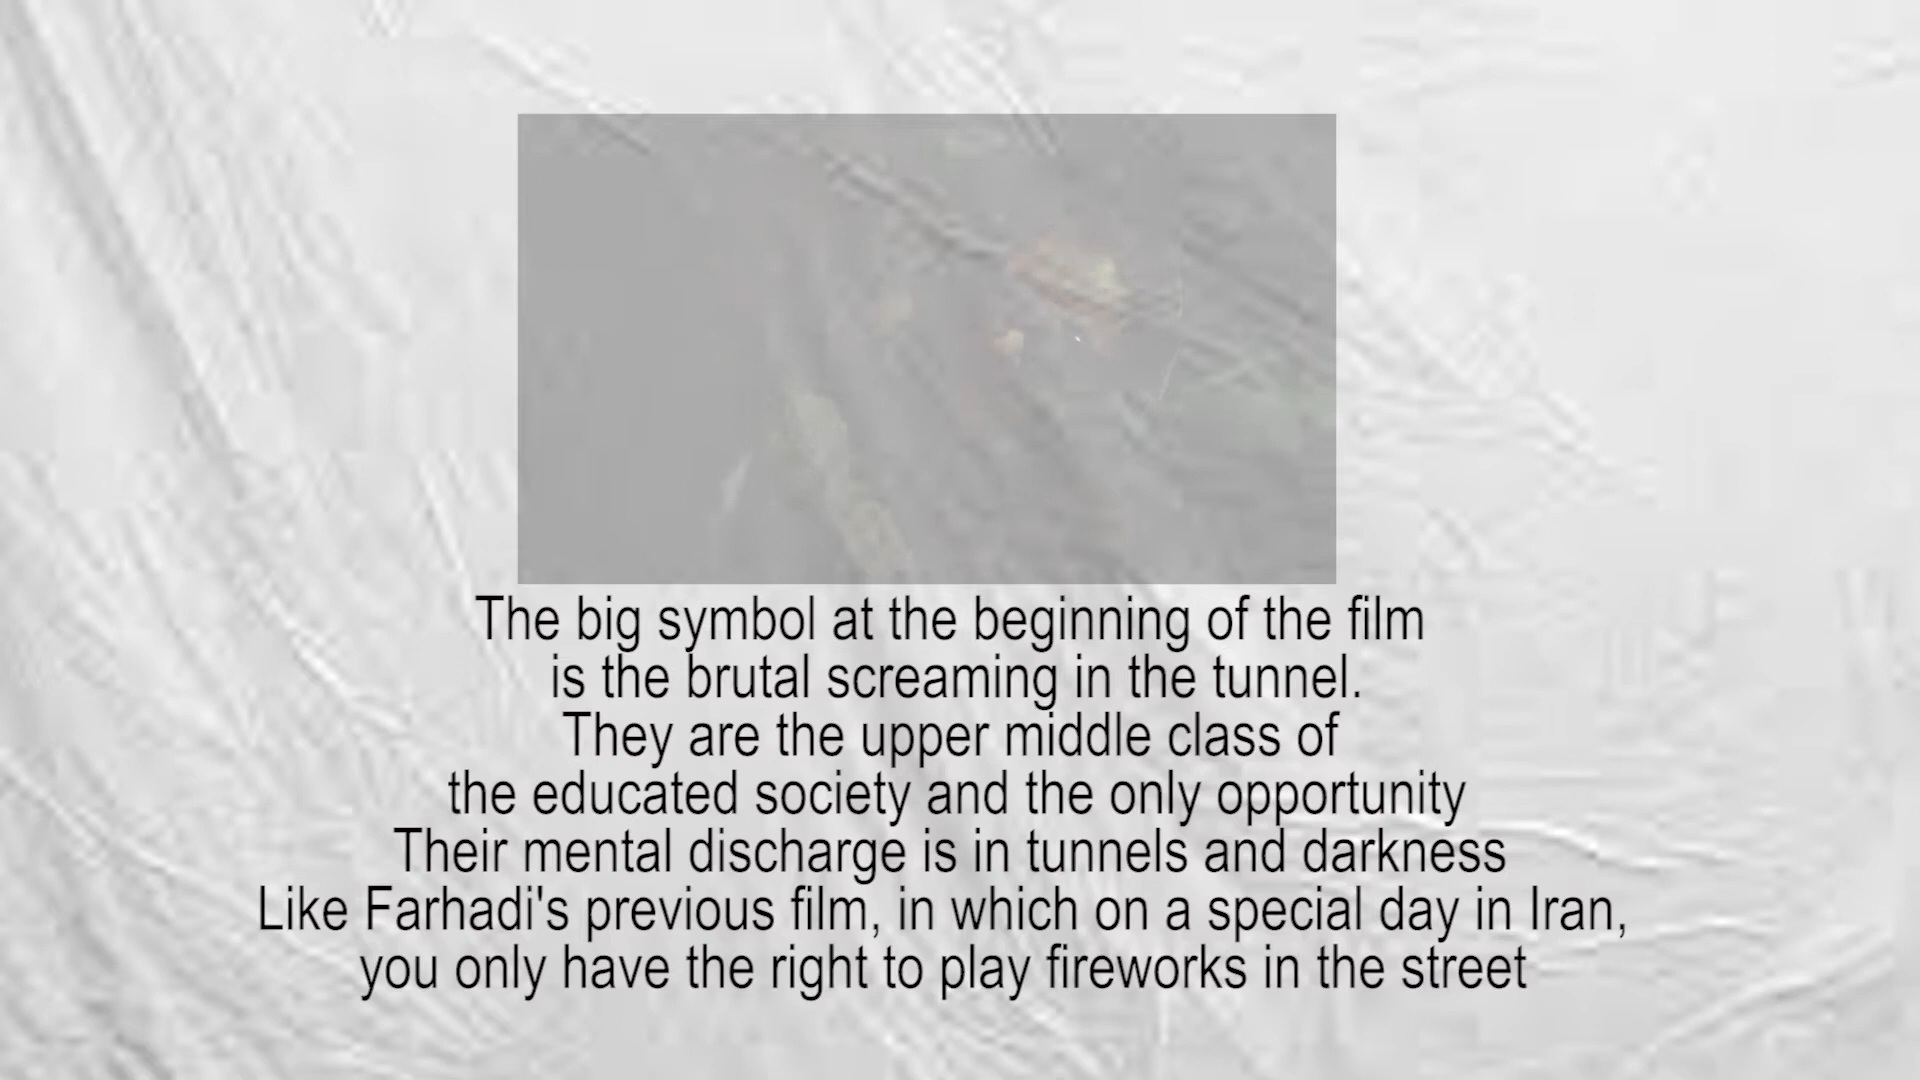 The big symbol at the beginning of the film
is the brutal screaming in the tunnel.
They are the upper middle class of
the educated society and the only opportunity
Their mental discharge is in tunnels and darkness
Like Farhadi's previous film, in which on a special day in Iran,
you only have the right to play fireworks in the street